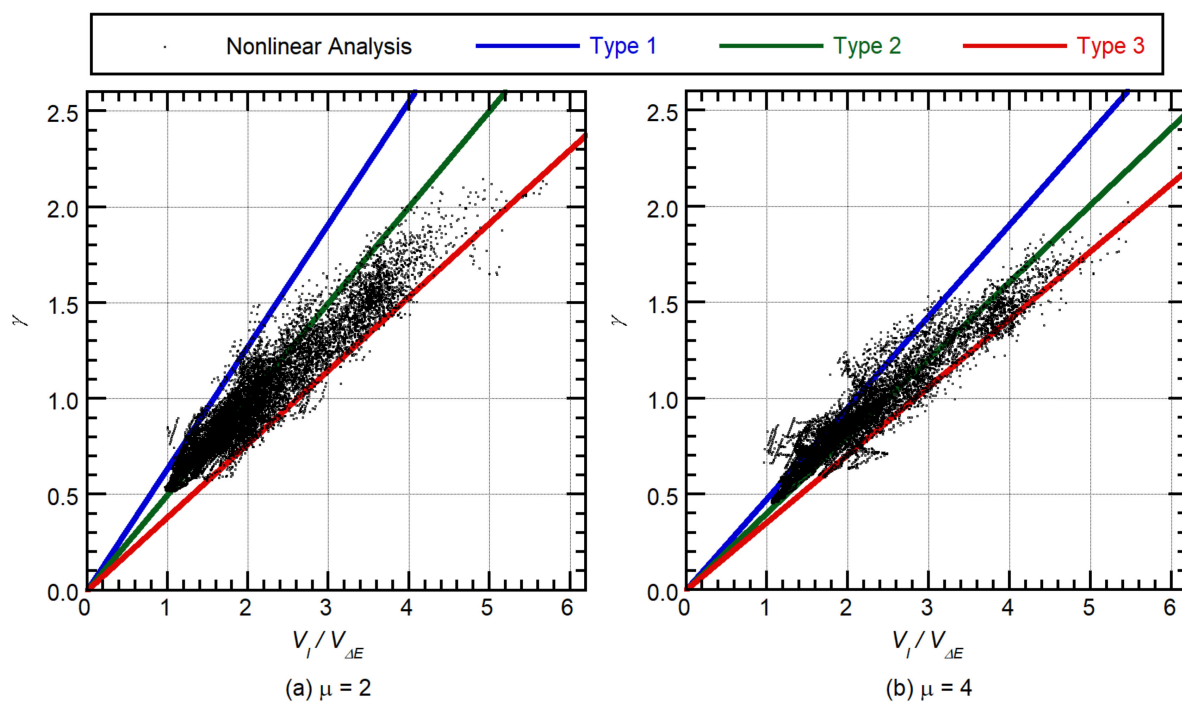 Nonlinear Analysis Type 1 Type 2 Type 3
2.5
2.0
1.5
1.0
0.5
0.0
γ
0 1 2 3 4 5 6
V_I / V_ΔE
(a) μ = 2
2.5
2.0
1.5
1.0
0.5
0.0
γ
0 1 2 3 4 5 6
V_I / V_ΔE
(b) μ = 4